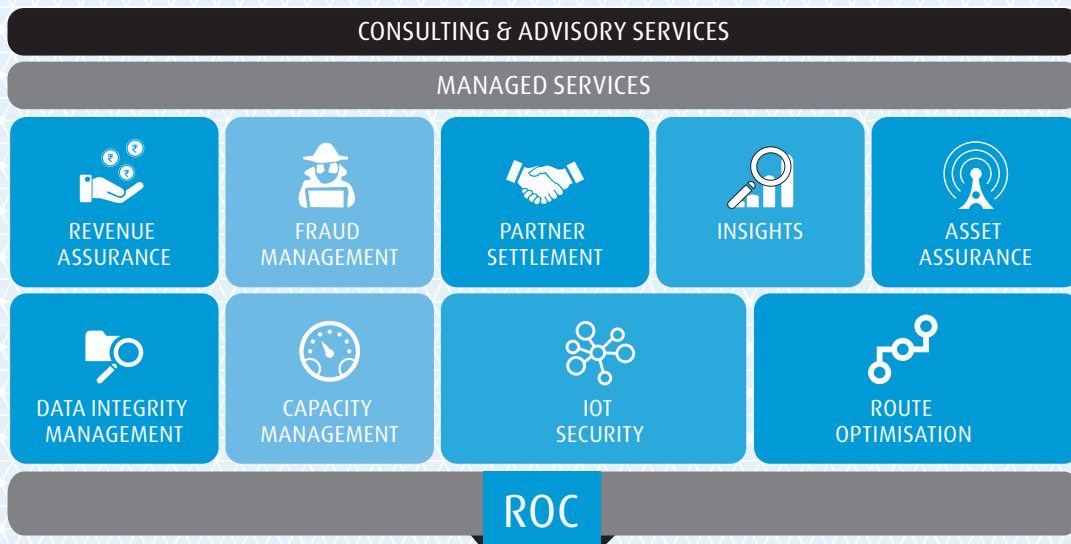 CONSULTING & ADVISORY SERVICES
MANAGED SERVICES
₹ ₹ ₹
REVENUE
ASSURANCE
FRAUD
MANAGEMENT
PARTNER
SETTLEMENT
INSIGHTS
ASSET
ASSURANCE
DATA INTEGRITY
MANAGEMENT
CAPACITY
MANAGEMENT
IOT
SECURITY
ROUTE
OPTIMISATION
ROC